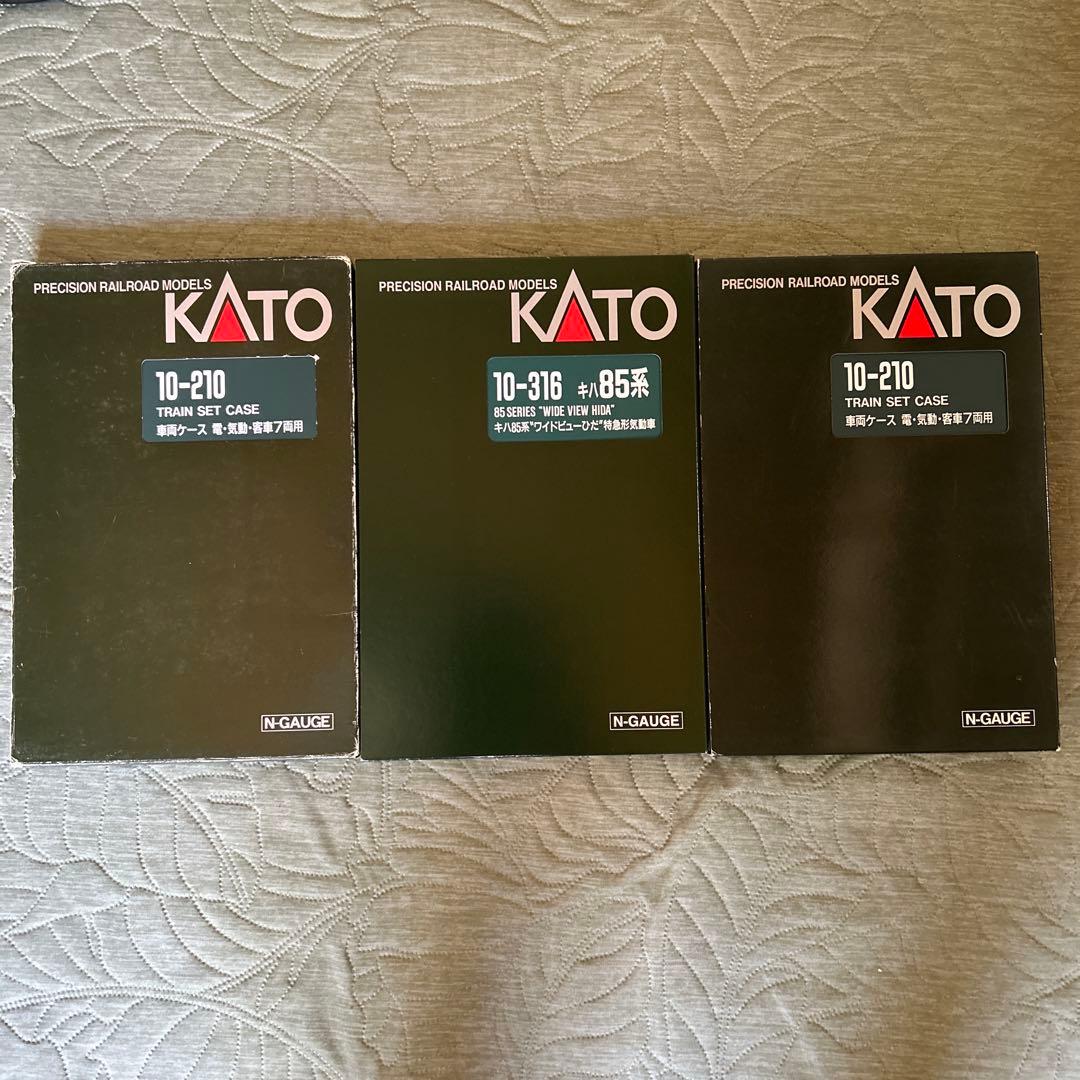 PRECISION RAILROAD MODELS
KATO
10-210
TRAIN SET CASE
車両ケース 電・気動・客車7両用
N-GAUGE
PRECISION RAILROAD MODELS
KATO
10-316 キハ85系
85 SERIES "WIDE VIEW HIDA"
キハ85系"ワイドビューひだ"特急形気動車
N-GAUGE
PRECISION RAILROAD MODELS
KATO
10-210
TRAIN SET CASE
車両ケース 電・気動・客車7両用
N-GAUGE